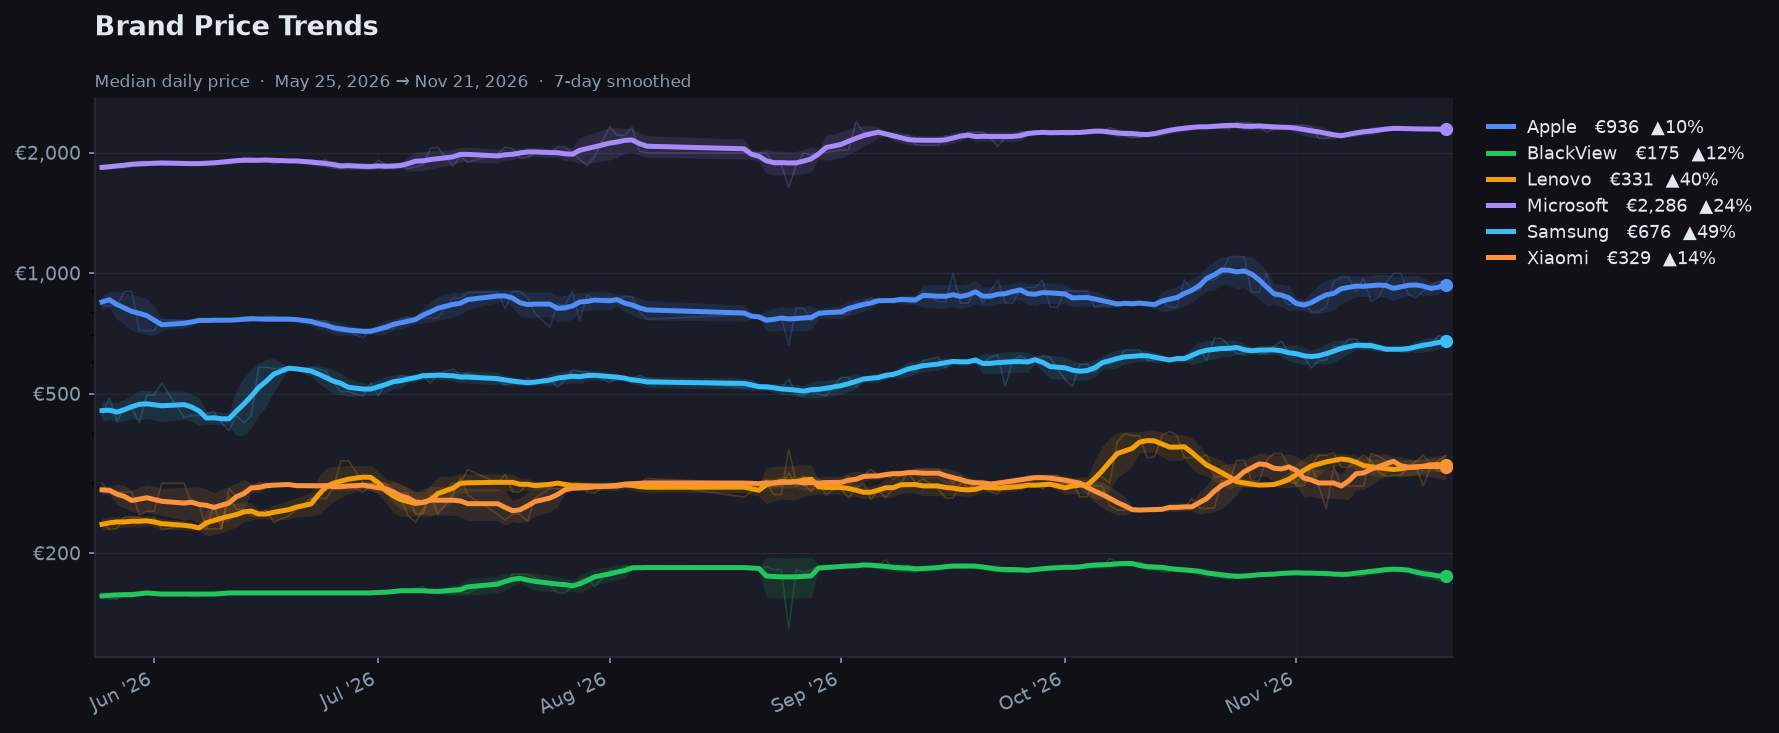 Brand Price Trends
Median daily price · May 25, 2026 → Nov 21, 2026 · 7-day smoothed
€2,000
€1,000
€500
€200
Jun '26
Jul '26
Aug '26
Sep '26
Oct '26
Nov '26
Apple €936 ▲10%
BlackView €175 ▲12%
Lenovo €331 ▲40%
Microsoft €2,286 ▲24%
Samsung €676 ▲49%
Xiaomi €329 ▲14%